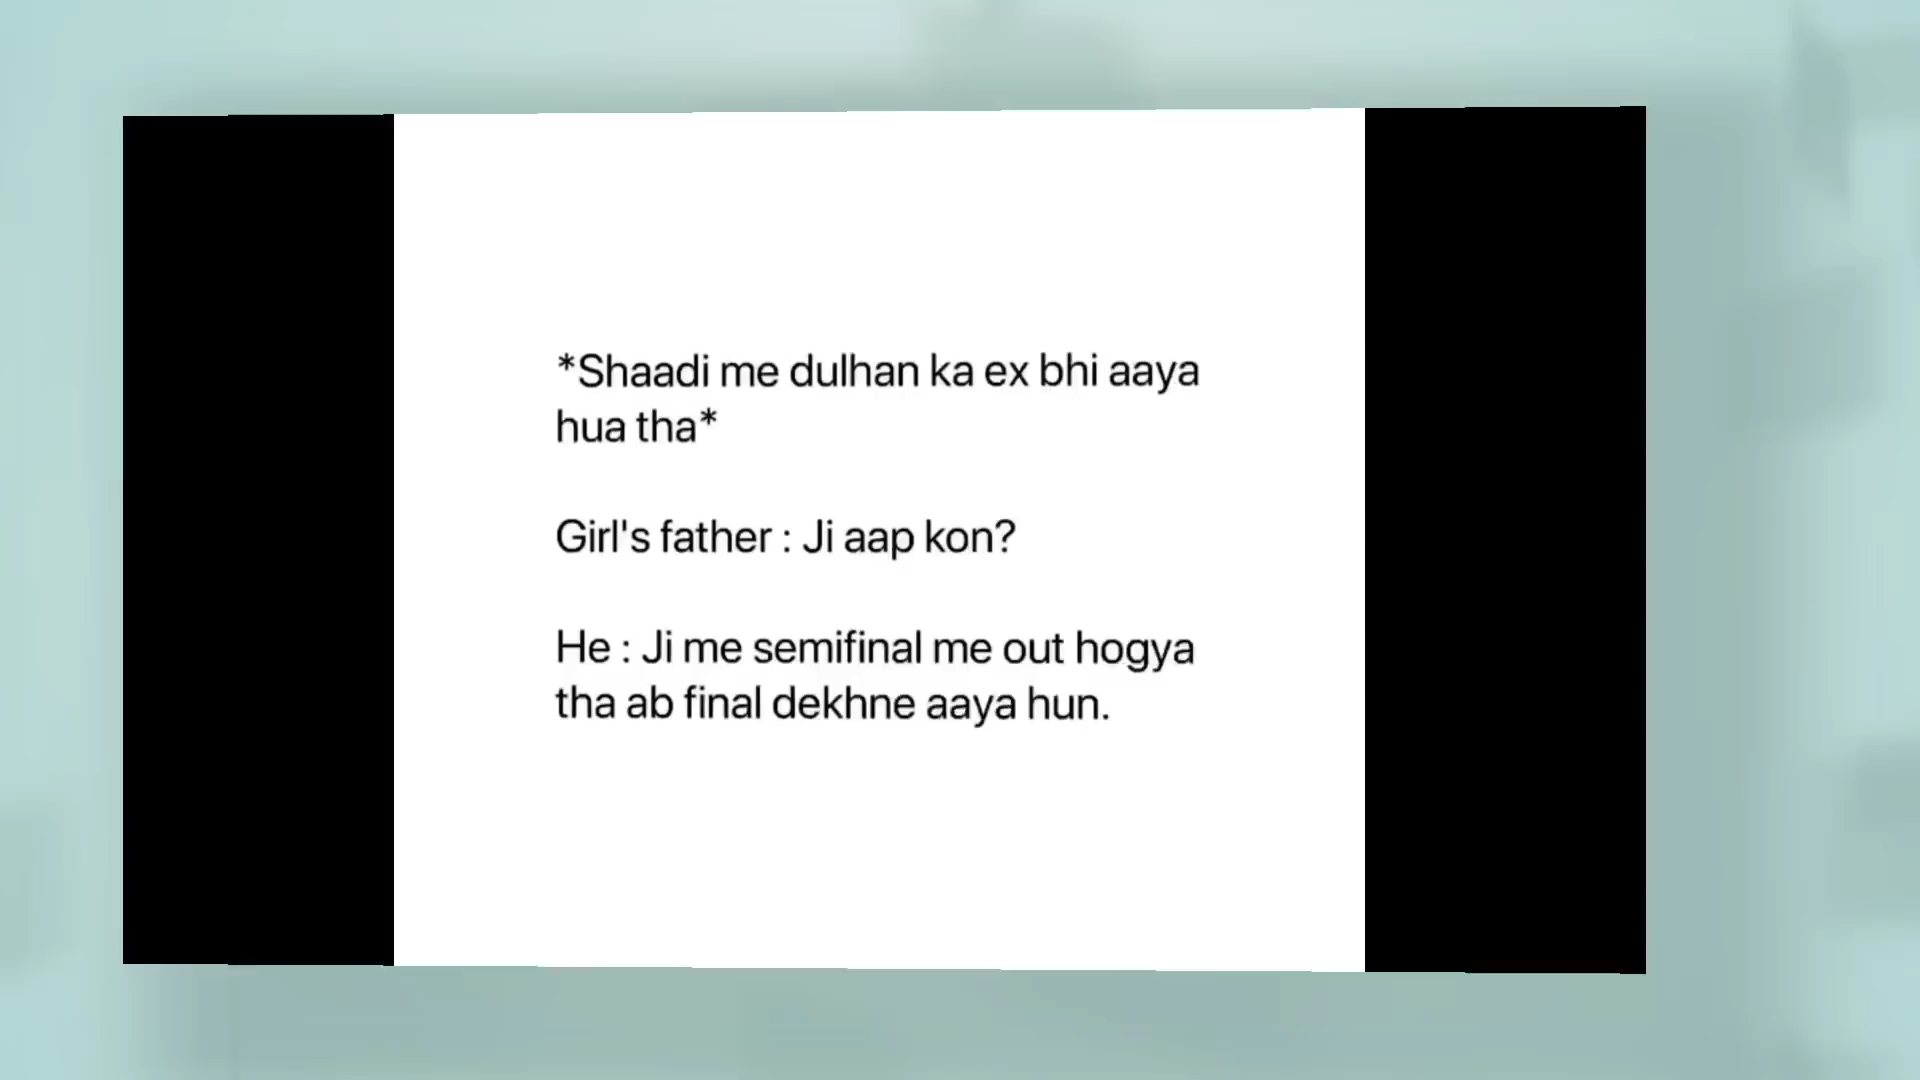 *Shaadi me dulhan ka ex bhi aaya
hua tha*
Girl's father : Ji aap kon?
He : Ji me semifinal me out hogya
tha ab final dekhne aaya hun.